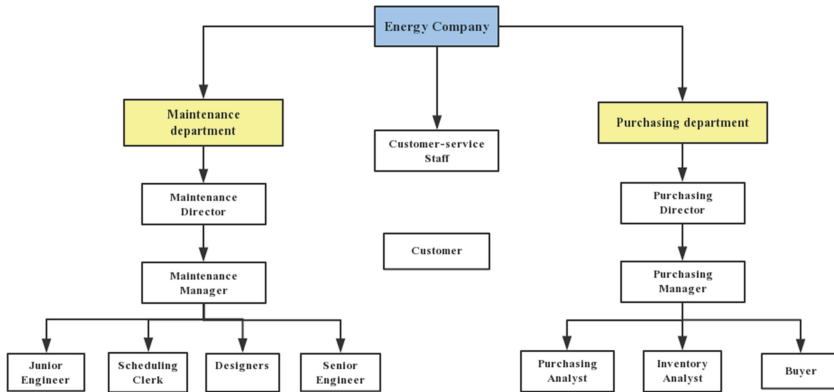 Energy Company
Maintenance
department
Customer-service
Staff
Purchasing department
Maintenance
Director
Purchasing
Director
Customer
Maintenance
Manager
Purchasing
Manager
Junior
Engineer
Scheduling
Clerk
Designers
Senior
Engineer
Purchasing
Analyst
Inventory
Analyst
Buyer